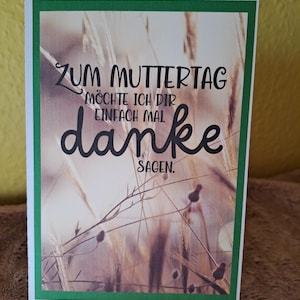 ZUM MUTTERTAG
MÖCHTE ICH DIR
EINFACH MAL
danke
SAGEN.